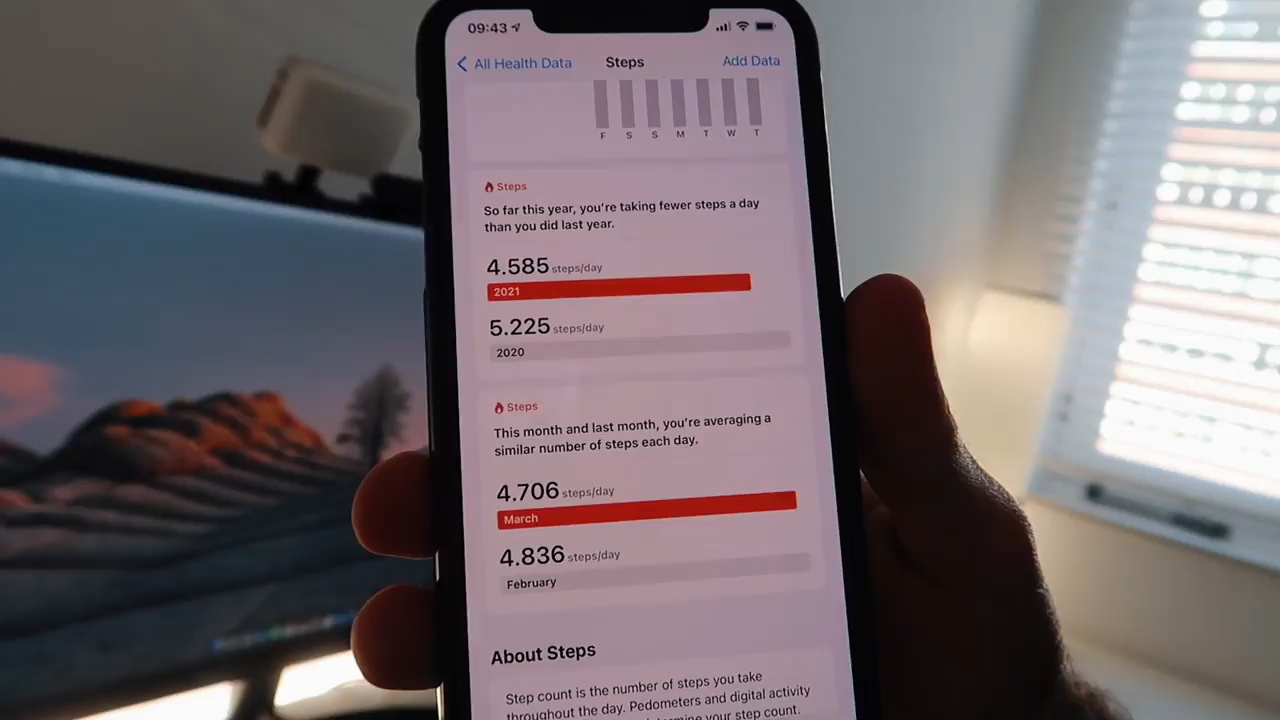 09:43
All Health Data Steps Add Data
F S S M T W T
Steps
So far this year, you're taking fewer steps a day
than you did last year.
4.585 steps/day
2021
5.225 steps/day
2020
Steps
This month and last month, you're averaging a
similar number of steps each day.
4.706 steps/day
March
4.836 steps/day
February
About Steps
Step count is the number of steps you take
throughout the day. Pedometers and digital activity
your step count.